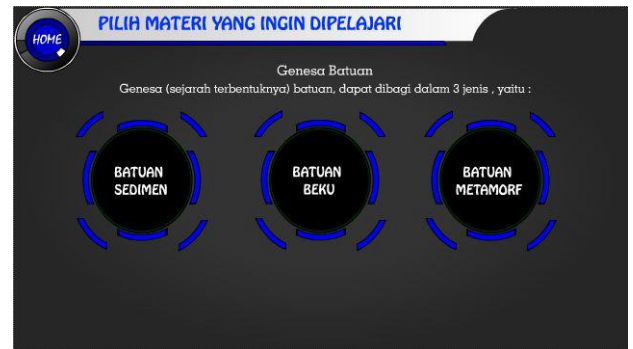 HOME
PILIH MATERI YANG INGIN DIPELAJARI
Genesa Batuan
Genesa (sejarah terbentuknya) batuan, dapat dibagi dalam 3 jenis , yaitu :
BATUAN
SEDIMEN
BATUAN
BEKU
BATUAN
METAMORF